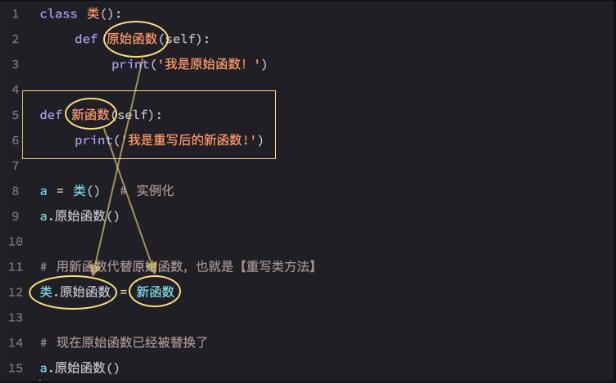 1 class 类():
2 def 原始函数(self):
3 print('我是原始函数! ')
4
5 def 新函数(self):
6 print('我是重写后的新函数!')
7
8 a = 类() # 实例化
9 a.原始函数()
10
11 # 用新函数代替原始函数，也就是【重写类方法】
12 类.原始函数 = 新函数
13
14 # 现在原始函数已经被替换了
15 a.原始函数()